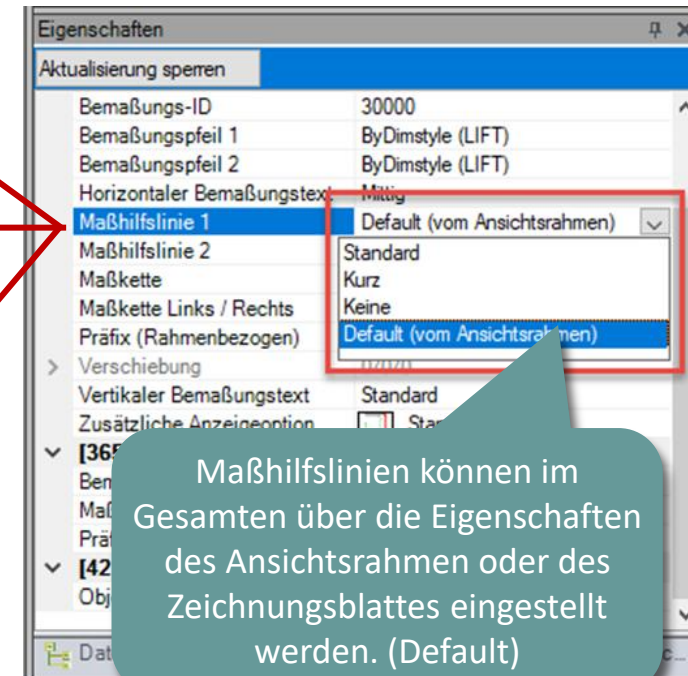 Eigenschaften
Aktualisierung sperren
Bemaßungs-ID 30000
Bemaßungspfeil 1 ByDimstyle (LIFT)
Bemaßungspfeil 2 ByDimstyle (LIFT)
Horizontaler Bemaßungstext Mittig
Maßhilfslinie 1 Default (vom Ansichtsrahmen)
Maßhilfslinie 2 Standard
Maßkette Kurz
Maßkette Links / Rechts Keine
Präfix (Rahmenbezogen) Default (vom Ansichtsrahmen)
Verschiebung
Vertikaler Bemaßungstext Standard
Zusätzliche Anzeigeoption
Maßhilfslinien können im
Gesamten über die Eigenschaften
des Ansichtsrahmen oder des
Zeichnungsblattes eingestellt
werden. (Default)